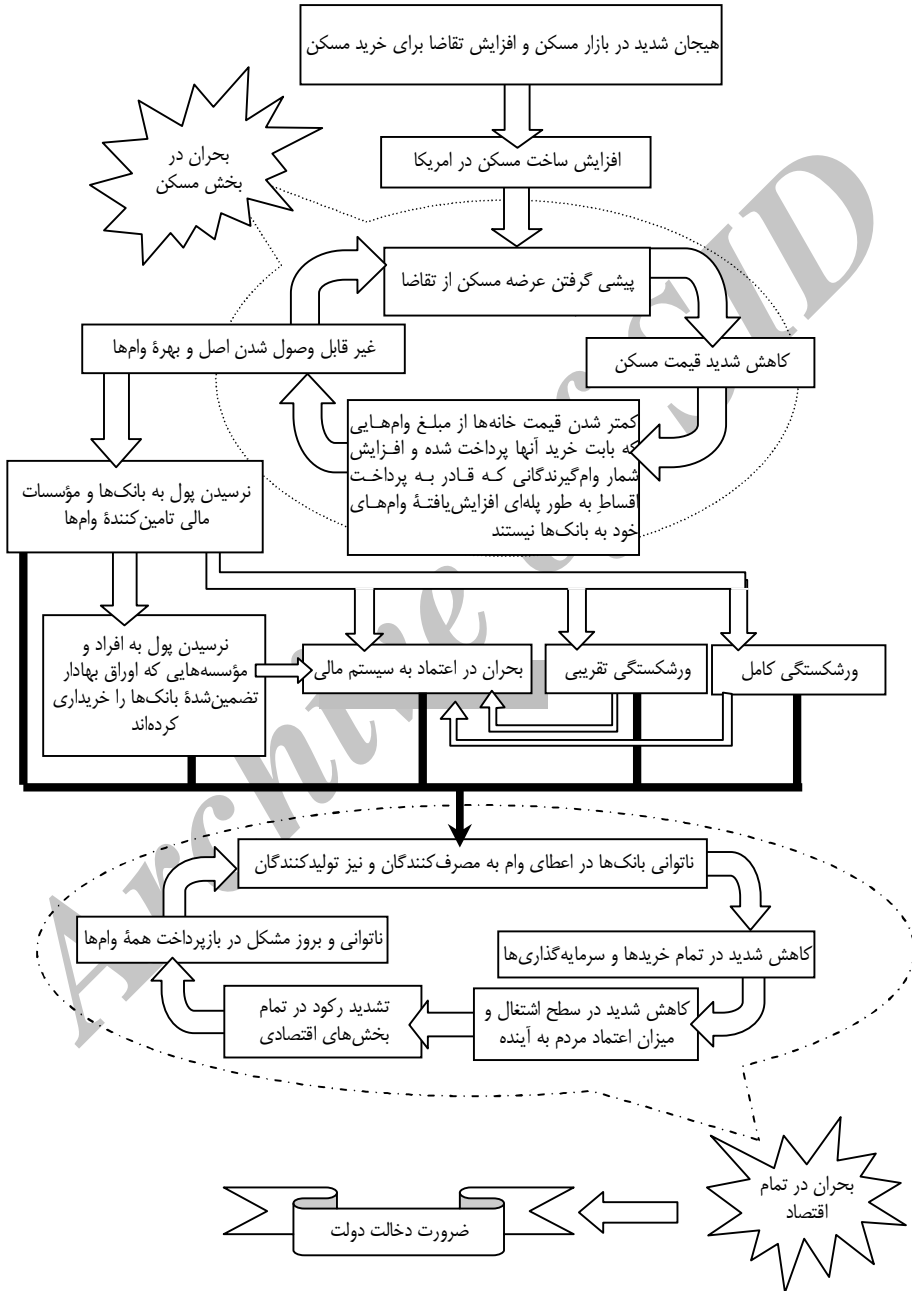 هیجان شدید در بازار مسکن و افزایش تقاضا برای خرید مسکن
بحران در
بخش مسکن
افزایش ساخت مسکن در امریکا
پیشی گرفتن عرضه مسکن از تقاضا
غیر قابل وصول شدن اصل و بهرهٔ وام‌ها
کاهش شدید قیمت مسکن
کمتر شدن قیمت خانه‌ها از مبلغ وام‌هایی
که بابت خرید آنها پرداخت شده و افزایش
شمار وام‌گیرندگانی که قادر به پرداخت
اقساطِ به طور پله‌ای افزایش‌یافتهٔ وام‌های
خود به بانک‌ها نیستند
نرسیدن پول به بانک‌ها و مؤسسات
مالی تامین‌کنندهٔ وام‌ها
نرسیدن پول به افراد و
مؤسسه‌هایی که اوراق بهادار
تضمین‌شدهٔ بانک‌ها را خریداری
کرده‌اند
بحران در اعتماد به سیستم مالی
ورشکستگی تقریبی
ورشکستگی کامل
ناتوانی بانک‌ها در اعطای وام به مصرف‌کنندگان و نیز تولیدکنندگان
ناتوانی و بروز مشکل در بازپرداخت همهٔ وام‌ها
کاهش شدید در تمام خریدها و سرمایه‌گذاری‌ها
کاهش شدید در سطح اشتغال و
میزان اعتماد مردم به آینده
تشدید رکود در تمام
بخش‌های اقتصادی
بحران در تمام
اقتصاد
ضرورت دخالت دولت
Archive of SID